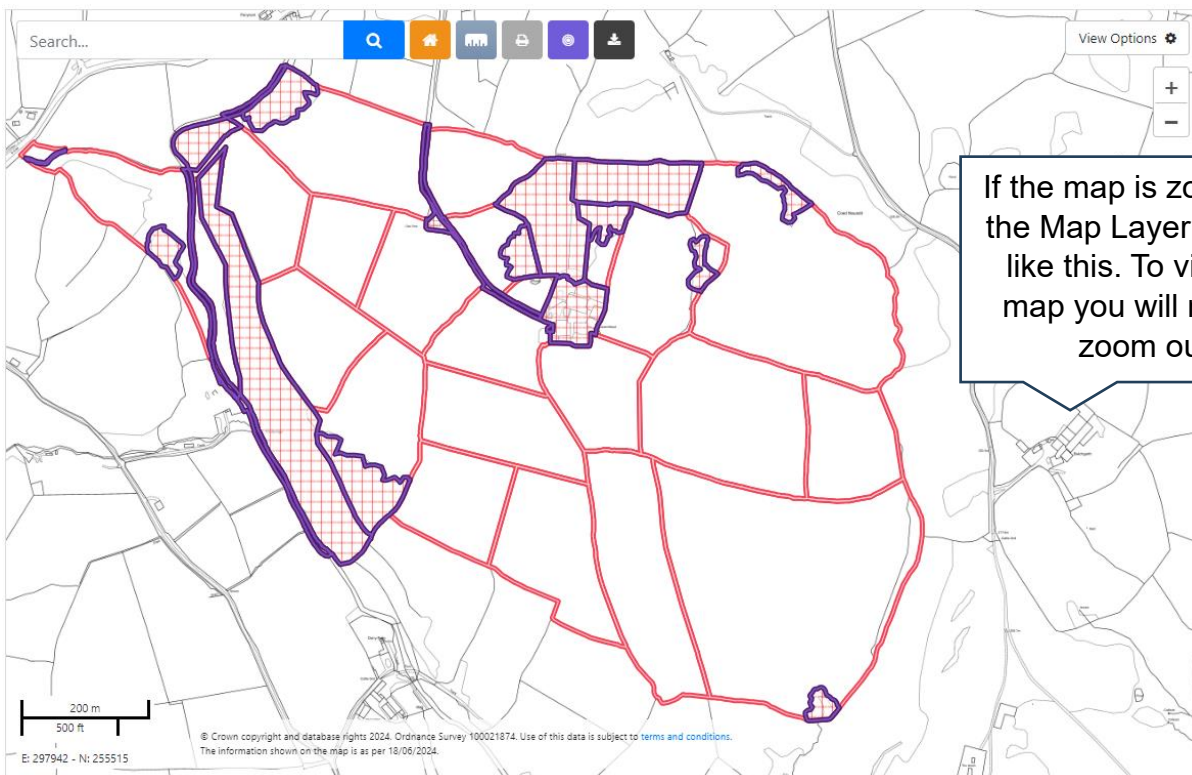 Search...
View Options
+
−
If the map is zo
the Map Layer
like this. To vi
map you will r
zoom ou
200 m
500 ft
E: 297942 - N: 255515
© Crown copyright and database rights 2024. Ordnance Survey 100021874. Use of this data is subject to terms and conditions.
The information shown on the map is as per 18/06/2024.